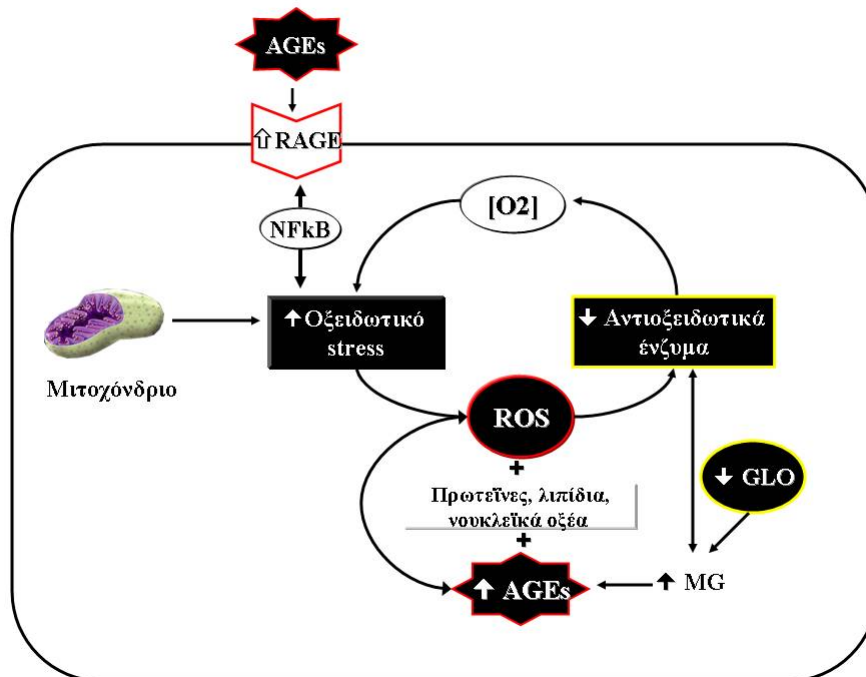 AGEs
⇧ RAGE
NFkB
[O2]
↑ Οξειδωτικό
stress
↓ Αντιοξειδωτικά
ένζυμα
Μιτοχόνδριο
ROS
+
Πρωτεΐνες, λιπίδια,
νουκλεϊκά οξέα
+
↓ GLO
↑ AGEs
↑ MG